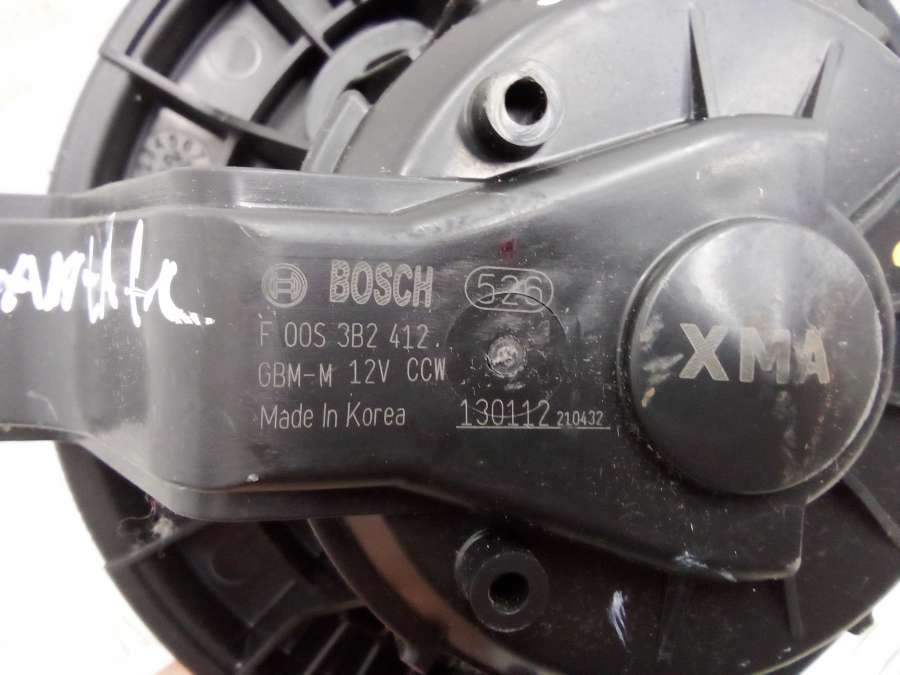 BOSCH 526
F 00S 3B2 412.
GBM-M 12V CCW
Made In Korea 130112 210432
XMA